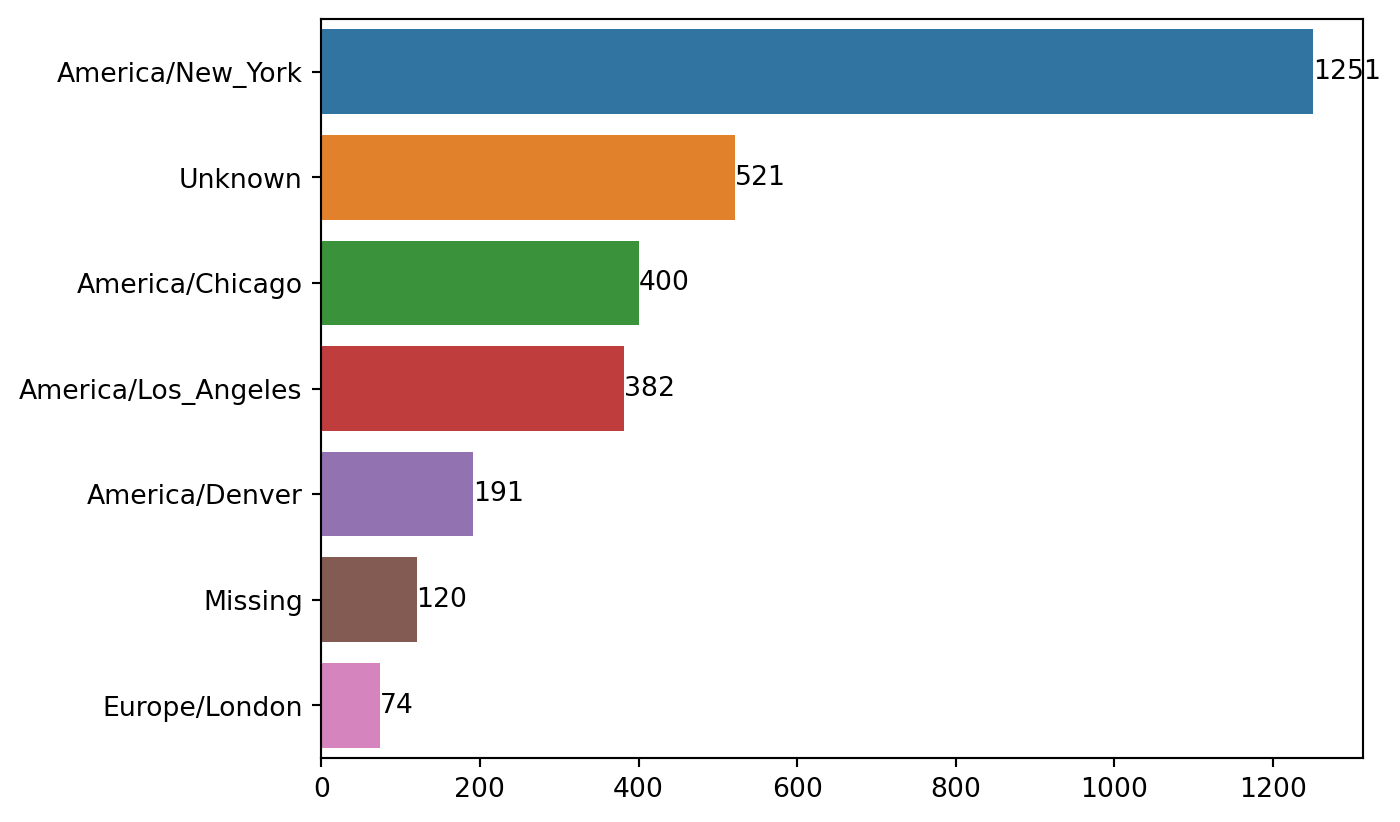 America/New_York 1251
Unknown 521
America/Chicago 400
America/Los_Angeles 382
America/Denver 191
Missing 120
Europe/London 74
0 200 400 600 800 1000 1200